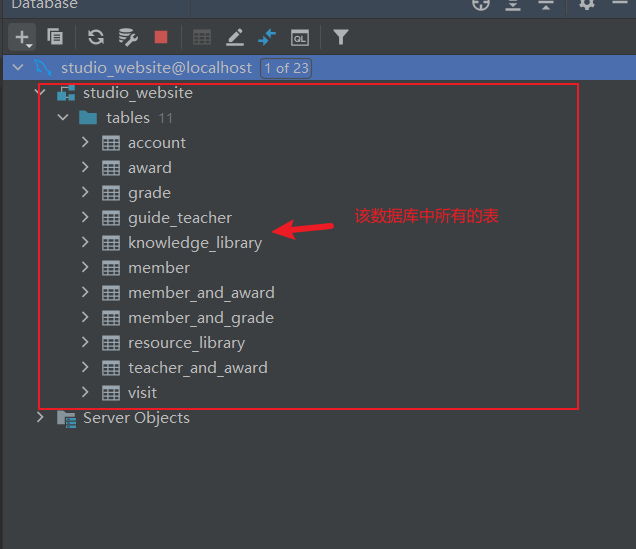 Database
QL
studio_website@localhost 1 of 23
studio_website
tables 11
account
award
grade
guide_teacher
该数据库中所有的表
knowledge_library
member
member_and_award
member_and_grade
resource_library
teacher_and_award
visit
Server Objects